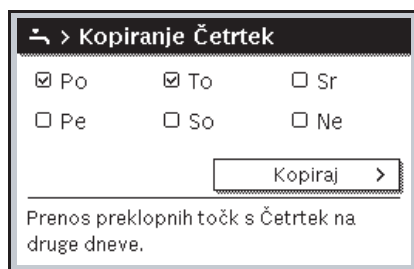 > Kopiranje Četrtek
Po To Sr
Pe So Ne
Kopiraj >
Prenos preklopnih točk s Četrtek na
druge dneve.